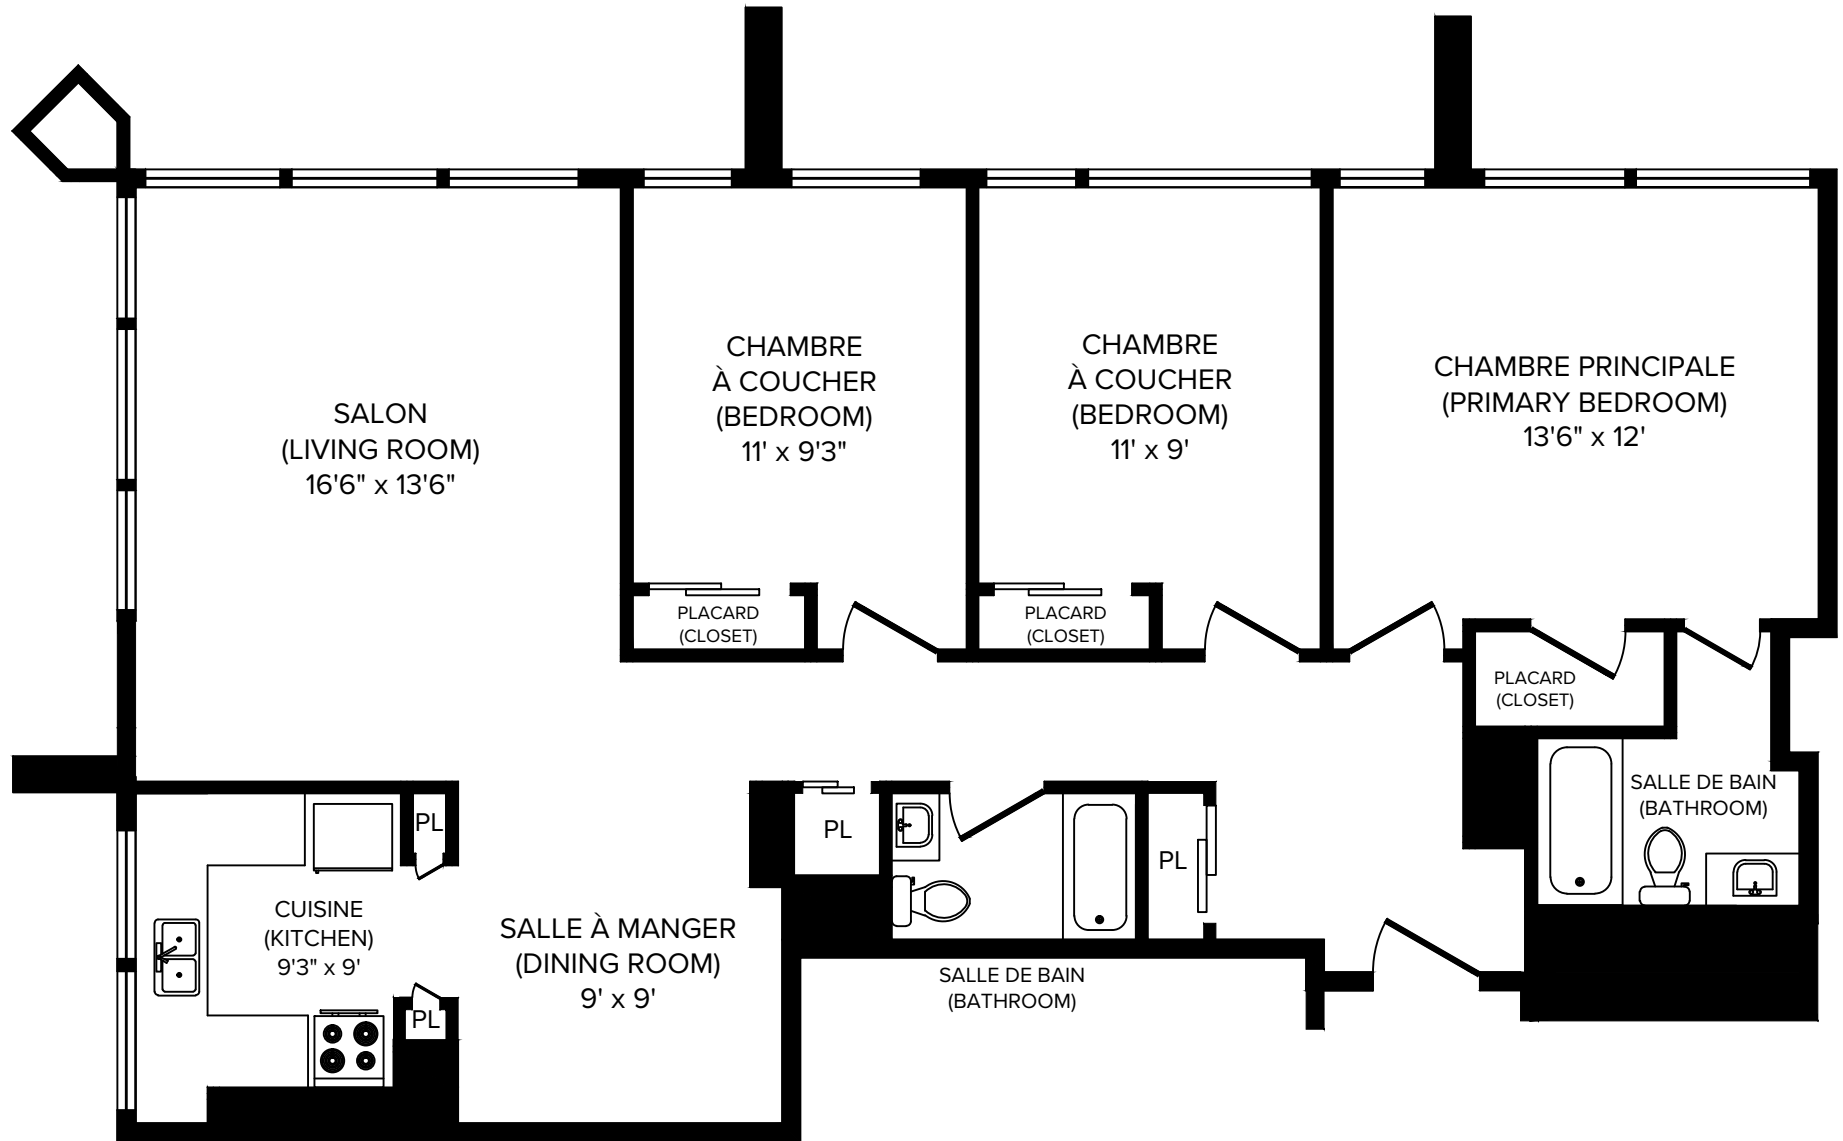 SALON
(LIVING ROOM)
16'6" x 13'6"
CHAMBRE
À COUCHER
(BEDROOM)
11' x 9'3"
CHAMBRE
À COUCHER
(BEDROOM)
11' x 9'
CHAMBRE PRINCIPALE
(PRIMARY BEDROOM)
13'6" x 12'
PLACARD
(CLOSET)
PLACARD
(CLOSET)
PLACARD
(CLOSET)
SALLE DE BAIN
(BATHROOM)
PL
PL
PL
CUISINE
(KITCHEN)
9'3" x 9'
SALLE À MANGER
(DINING ROOM)
9' x 9'
SALLE DE BAIN
(BATHROOM)
PL